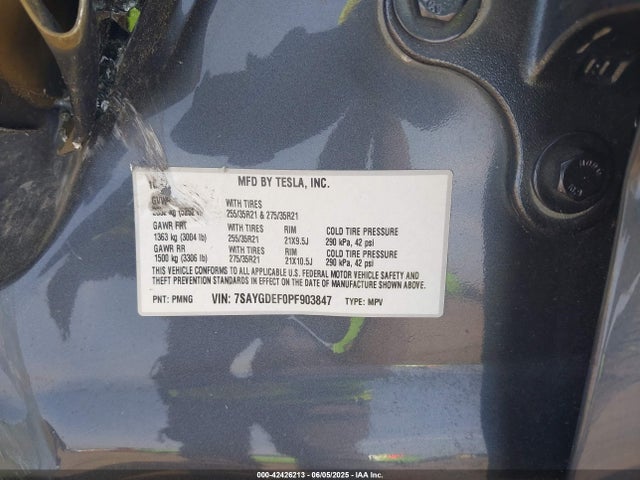 MFD BY TESLA, INC.
WITH TIRES
255/35R21 & 275/35R21
GAWR FRT WITH TIRES RIM COLD TIRE PRESSURE
1363 kg (3004 lb) 255/35R21 21X9.5J 290 kPa, 42 psi
GAWR RR WITH TIRES RIM COLD TIRE PRESSURE
1500 kg (3306 lb) 275/35R21 21X10.5J 290 kPa, 42 psi
THIS VEHICLE CONFORMS TO ALL APPLICABLE U.S. FEDERAL MOTOR VEHICLE SAFETY AND
THEFT PREVENTION STANDARDS IN EFFECT ON THE DATE OF MANUFACTURE SHOWN ABOVE.
PNT: PMNG VIN: 7SAYGDEF0PF903847 TYPE: MPV
000-42426213 - 06/05/2025 - IAA Inc.